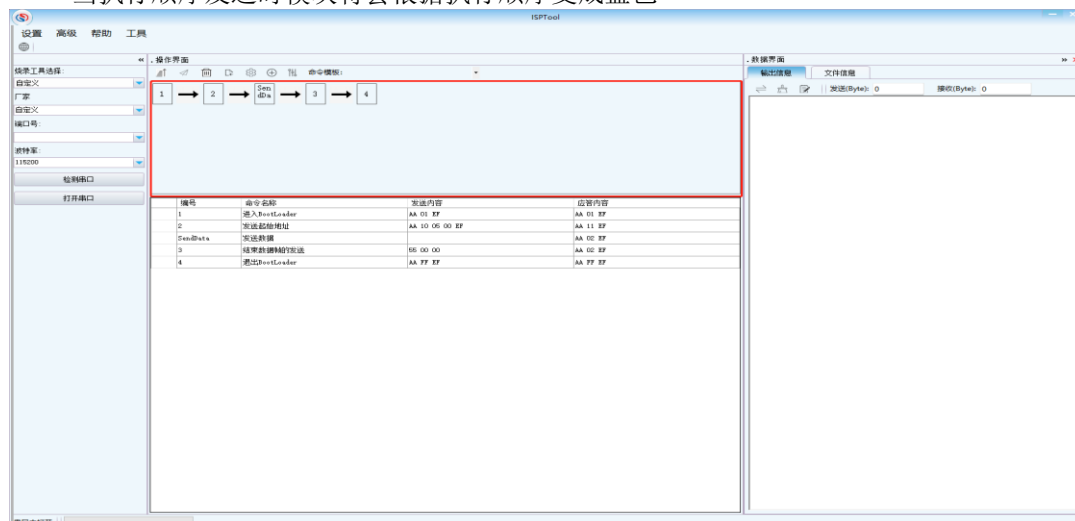 当执行顺序发送时模块将会根据执行顺序变成蓝色
ISPTool
设置 高级 帮助 工具
烧录工具选择:
自定义
厂家
自定义
端口号:
波特率:
115200
检测串口
打开串口
操作界面
命令模板:
1 2 Sen dDa 3 4
编号 命令名称 发送内容 应答内容
1 进入BootLoader AA 01 EF AA 01 EF
2 发送起始地址 AA 10 05 00 EF AA 11 EF
SendData 发送数据 AA 02 EF
3 结束数据帧的发送 55 00 00 AA 02 EF
4 退出BootLoader AA FF EF AA FF EF
数据界面
输出信息 文件信息
发送(Byte): 0 接收(Byte): 0